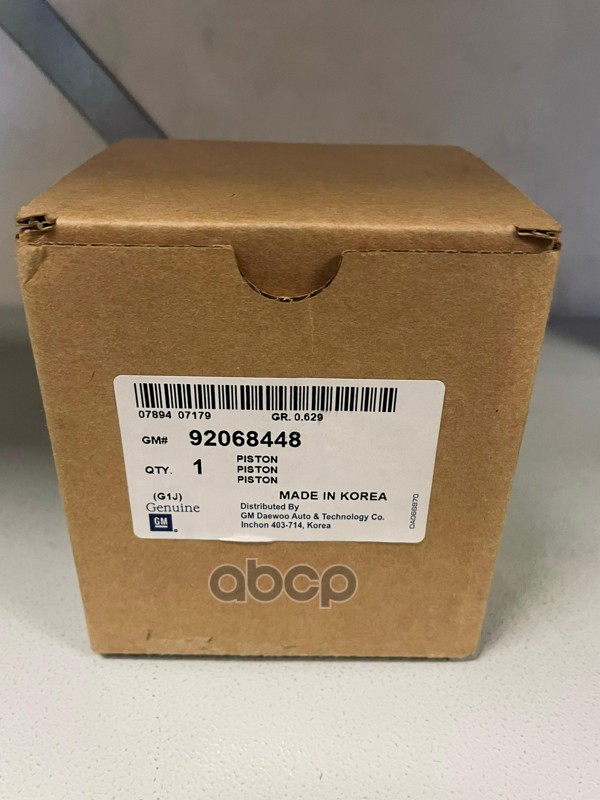 07894 07179 GR. 0.629
GM# 92068448
QTY. 1 PISTON
PISTON
PISTON
(G1J) MADE IN KOREA
Genuine
GM
Distributed By
GM Daewoo Auto & Technology Co.
Inchon 403-714, Korea
DA066870
abcp